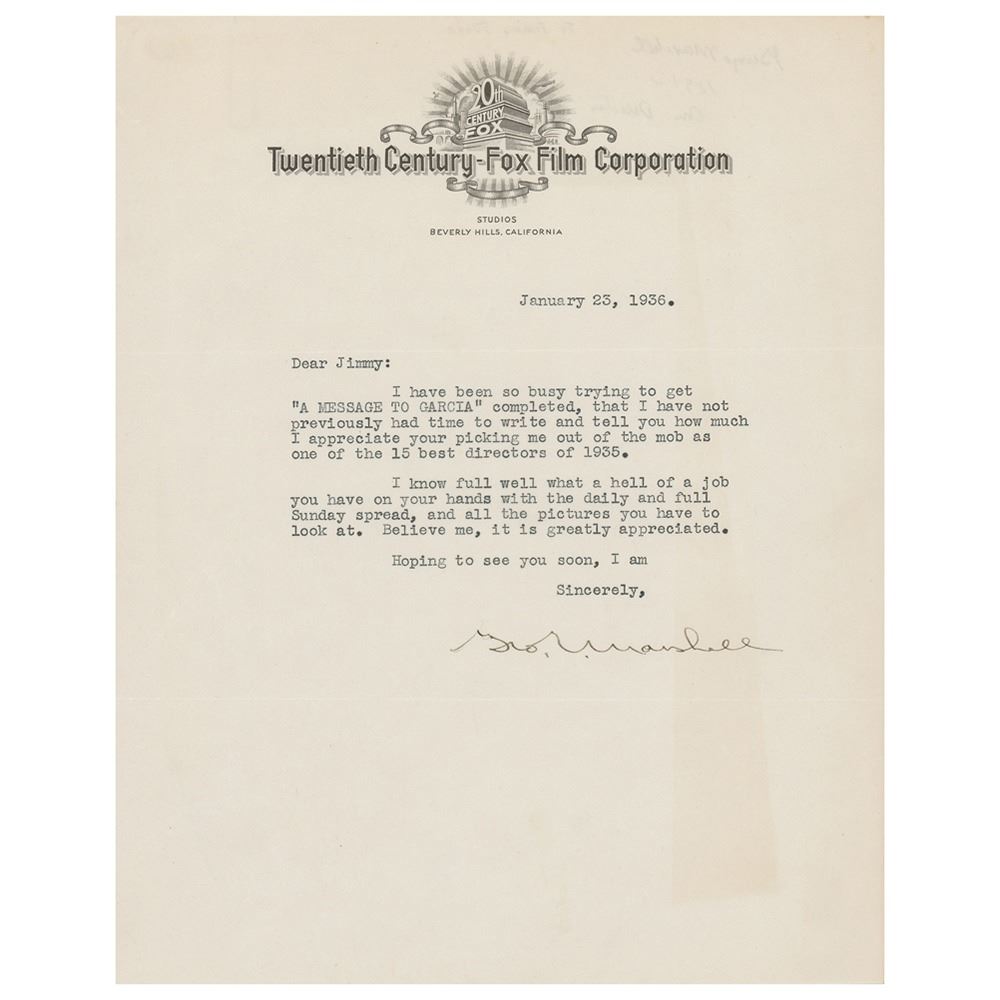 20th
CENTURY
FOX
Twentieth Century-Fox Film Corporation
STUDIOS
BEVERLY HILLS, CALIFORNIA
January 23, 1936.
Dear Jimmy:
I have been so busy trying to get
"A MESSAGE TO GARCIA" completed, that I have not
previously had time to write and tell you how much
I appreciate your picking me out of the mob as
one of the 15 best directors of 1935.
I know full well what a hell of a job
you have on your hands with the daily and full
Sunday spread, and all the pictures you have to
look at. Believe me, it is greatly appreciated.
Hoping to see you soon, I am
Sincerely,
Geo. Marshall